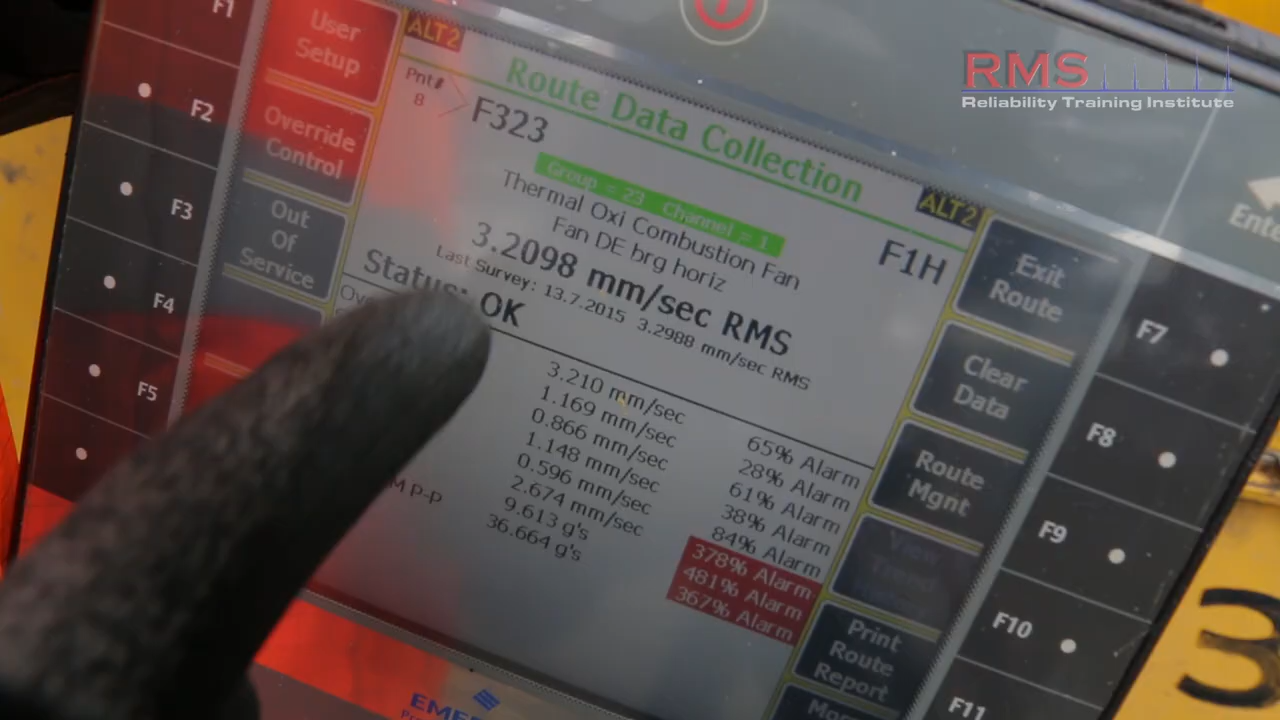 RMS
Reliability Training Institute
F1
F2
F3
F4
F5
User
Setup
Override
Control
Out
Of
Service
ALT2
Route Data Collection
ALT2
Pnt#
8
F323
F1H
Group = 23 Channel = 1
Thermal Oxi Combustion Fan
Fan DE brg horiz
3.2098 mm/sec RMS
Last Survey: 13.7.2015 3.2988 mm/sec RMS
Status: OK
3.210 mm/sec 65% Alarm
1.169 mm/sec 28% Alarm
0.866 mm/sec 61% Alarm
1.148 mm/sec 38% Alarm
0.596 mm/sec 84% Alarm
2.674 mm/sec 378% Alarm
9.613 g's 481% Alarm
p-p 36.664 g's 367% Alarm
Exit
Route
Clear
Data
Route
Mgnt
View
Trend
Print
Route
Report
F7
F8
F9
F10
F11
3